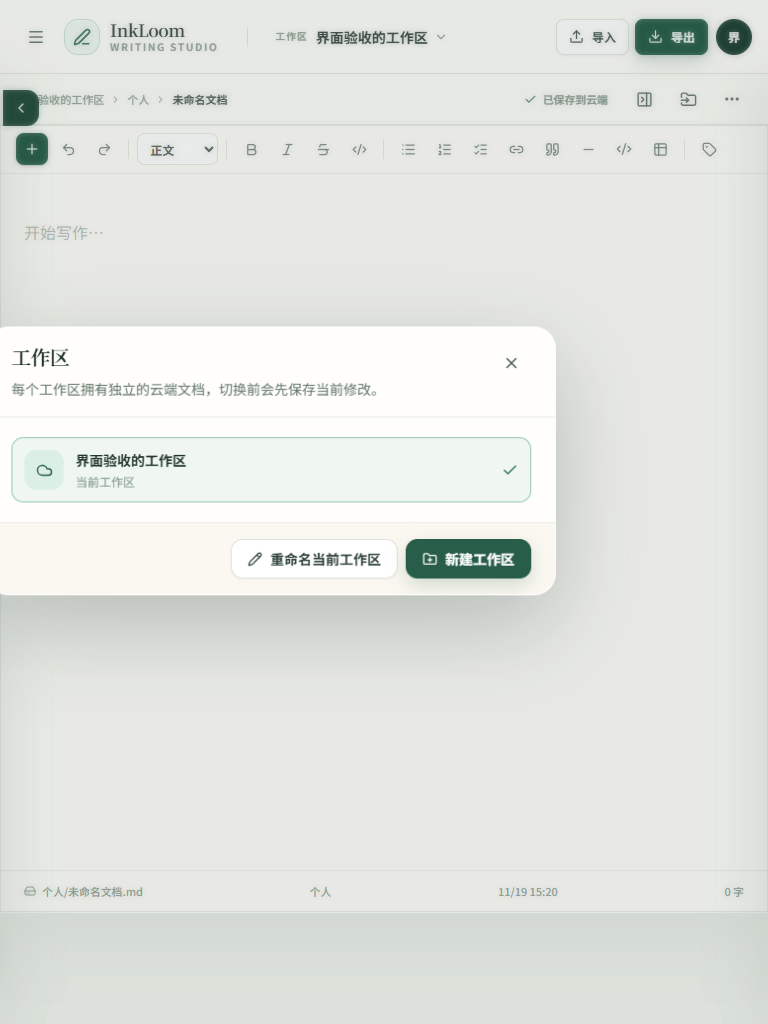 InkLoom
WRITING STUDIO
工作区 界面验收的工作区
导入
导出
界
验收的工作区 > 个人 > 未命名文档
已保存到云端
正文
开始写作…
工作区
每个工作区拥有独立的云端文档，切换前会先保存当前修改。
界面验收的工作区
当前工作区
重命名当前工作区
新建工作区
个人/未命名文档.md
个人
11/19 15:20
0 字